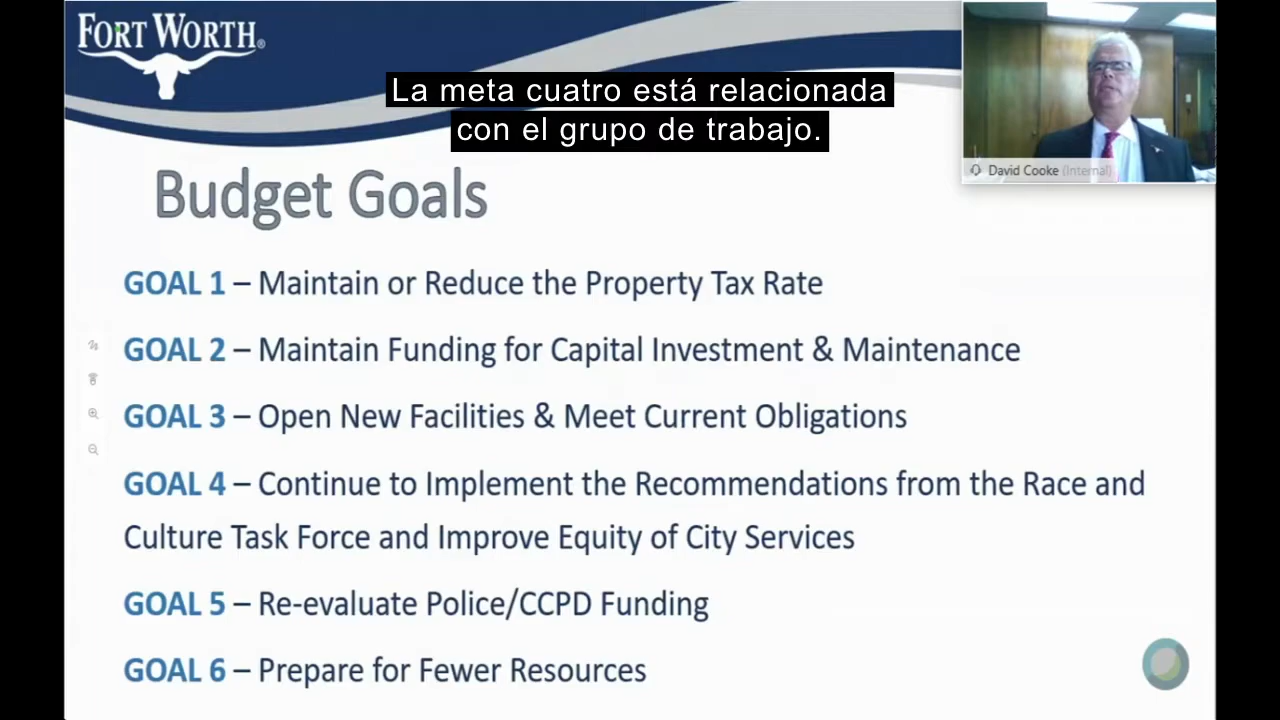 FORT WORTH®
La meta cuatro está relacionada
con el grupo de trabajo.
David Cooke (Internal)
Budget Goals
GOAL 1 – Maintain or Reduce the Property Tax Rate
GOAL 2 – Maintain Funding for Capital Investment & Maintenance
GOAL 3 – Open New Facilities & Meet Current Obligations
GOAL 4 – Continue to Implement the Recommendations from the Race and
Culture Task Force and Improve Equity of City Services
GOAL 5 – Re-evaluate Police/CCPD Funding
GOAL 6 – Prepare for Fewer Resources